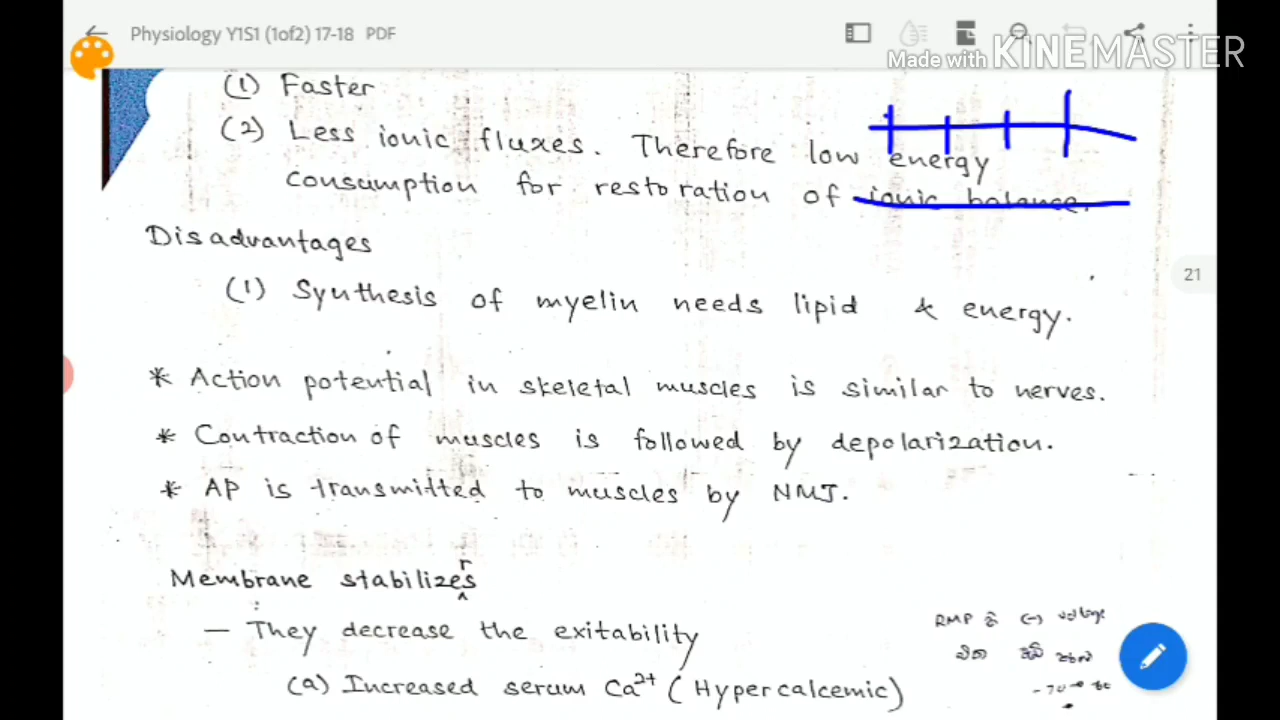 Physiology Y1S1 (1of2) 17-18 PDF
Made with KINEMASTER
(1) Faster
(2) Less ionic fluxes. Therefore low energy
consumption for restoration of ionic balance.
Disadvantages
21
(1) Synthesis of myelin needs lipid & energy.
* Action potential in skeletal muscles is similar to nerves.
* Contraction of muscles is followed by depolarization.
* AP is transmitted to muscles by NMJ.
Membrane stabilizers
– They decrease the exitability
RMP (-) voltage
(a) Increased serum Ca²⁺ (Hypercalcemic)